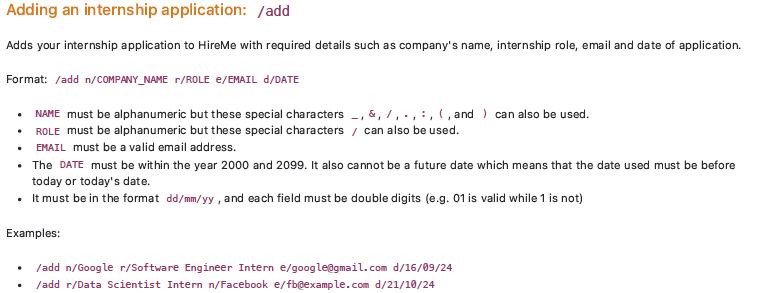 Adding an internship application: /add
Adds your internship application to HireMe with required details such as company's name, internship role, email and date of application.
Format: /add n/COMPANY_NAME r/ROLE e/EMAIL d/DATE
• NAME must be alphanumeric but these special characters _, &, /, ., :, (, and ) can also be used.
• ROLE must be alphanumeric but these special characters / can also be used.
• EMAIL must be a valid email address.
• The DATE must be within the year 2000 and 2099. It also cannot be a future date which means that the date used must be before
today or today's date.
• It must be in the format dd/mm/yy, and each field must be double digits (e.g. 01 is valid while 1 is not)
Examples:
• /add n/Google r/Software Engineer Intern e/google@gmail.com d/16/09/24
• /add r/Data Scientist Intern n/Facebook e/fb@example.com d/21/10/24